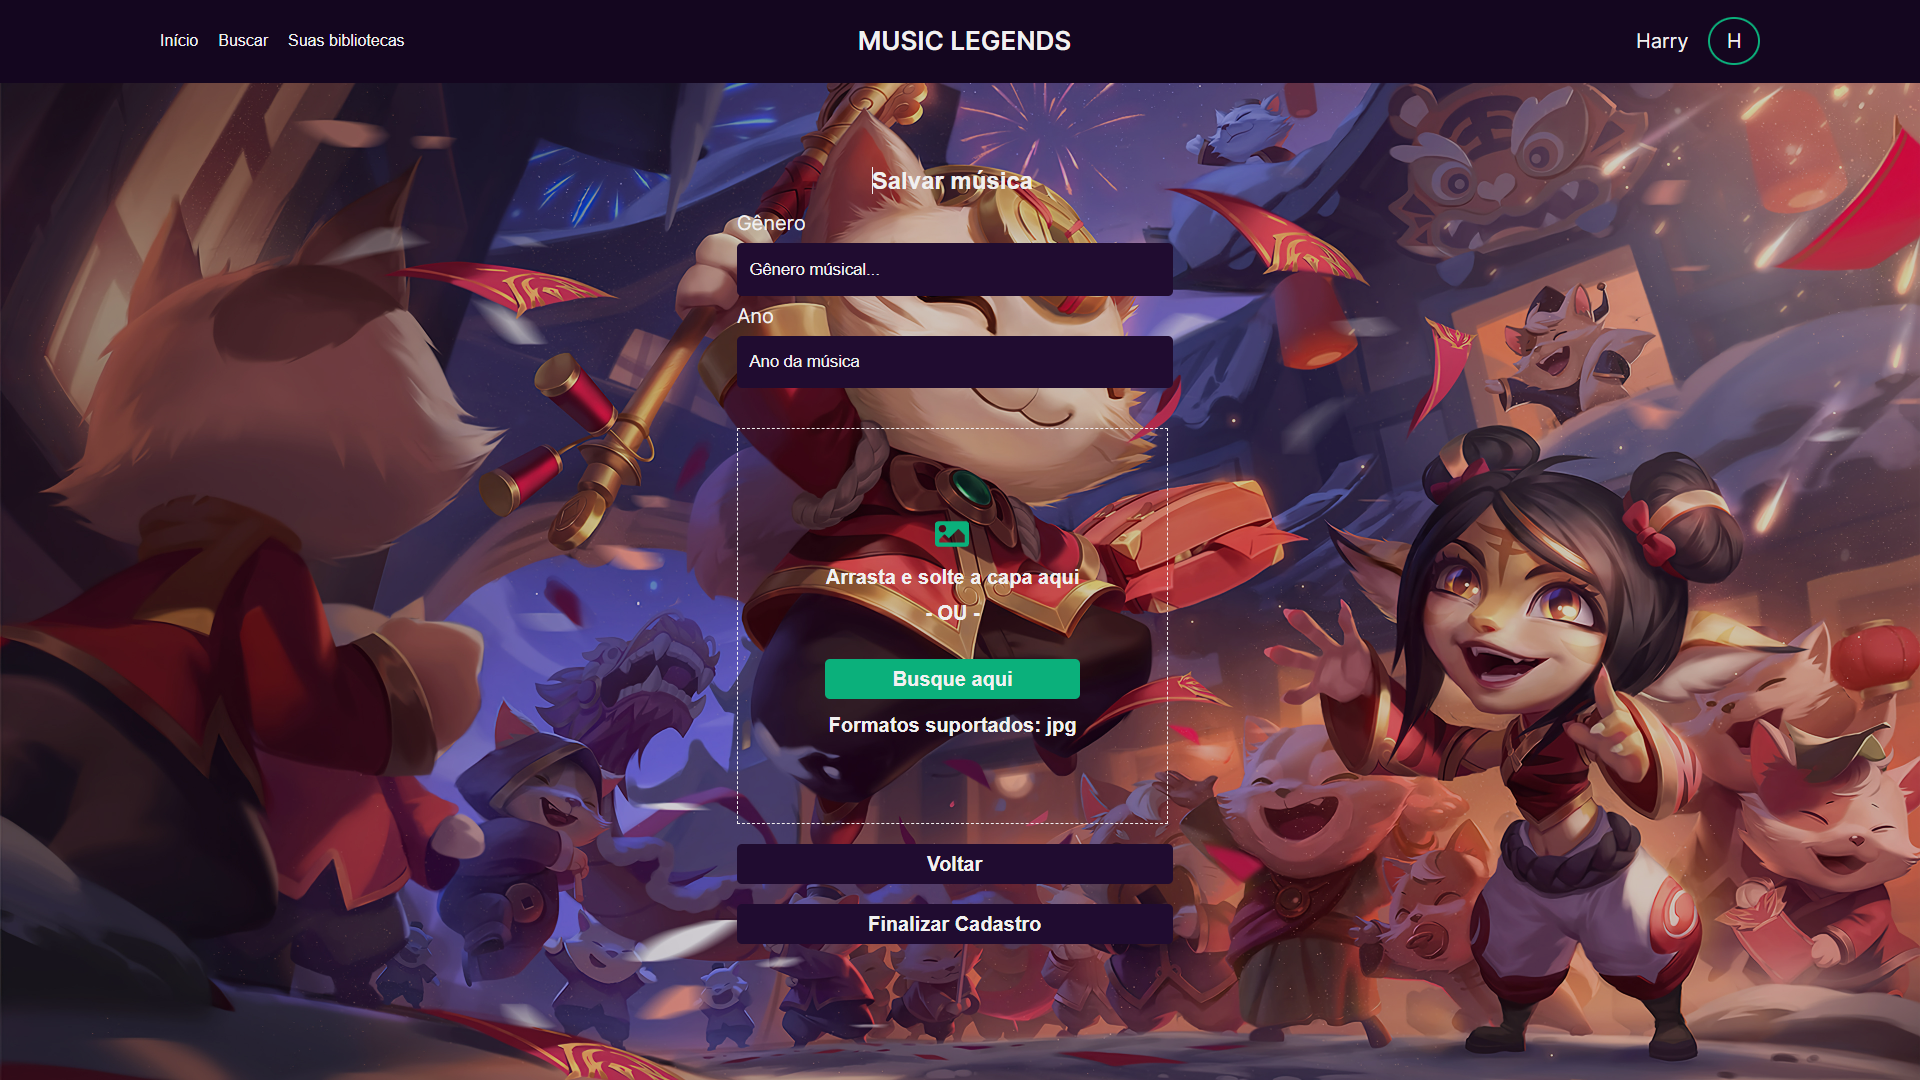 Início Buscar Suas bibliotecas MUSIC LEGENDS Harry H
Salvar música
Gênero
Gênero músical...
Ano
Ano da música
Arrasta e solte a capa aqui
- OU -
Busque aqui
Formatos suportados: jpg
Voltar
Finalizar Cadastro